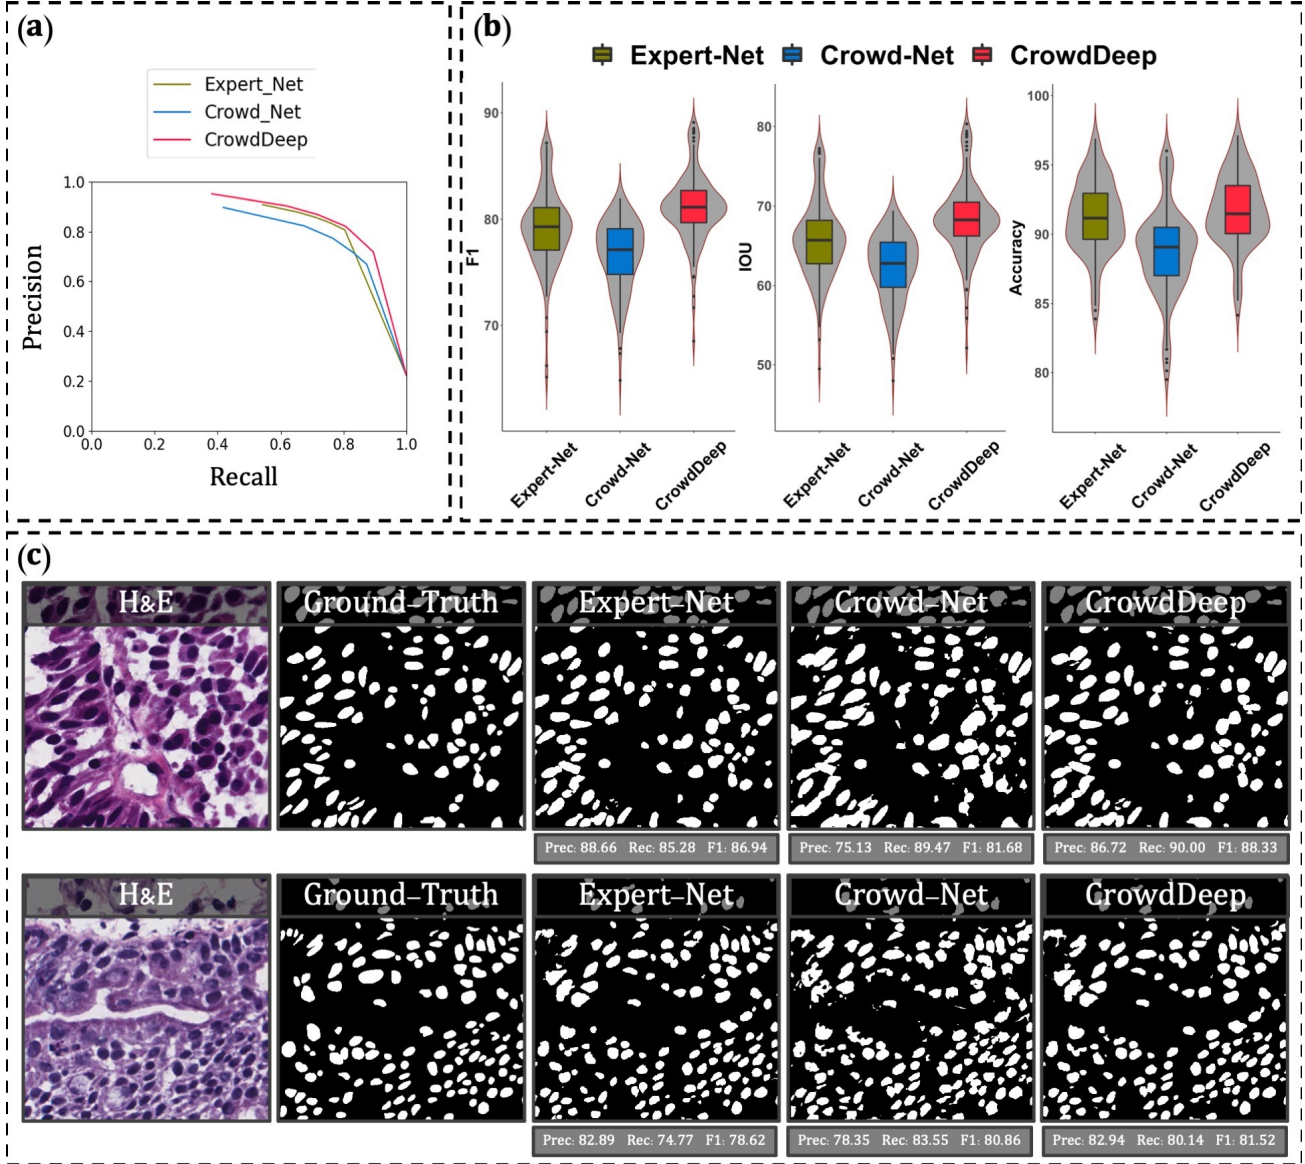 (a)
Expert_Net
Crowd_Net
CrowdDeep
1.0
0.8
0.6
0.4
0.2
0.0
Precision
0.0 0.2 0.4 0.6 0.8 1.0
Recall
(b)
Expert-Net Crowd-Net CrowdDeep
90
80
70
F1
Expert-Net Crowd-Net CrowdDeep
80
70
60
50
IOU
Expert-Net Crowd-Net CrowdDeep
100
95
90
85
80
Accuracy
Expert-Net Crowd-Net CrowdDeep
(c)
H&E Ground-Truth Expert-Net Crowd-Net CrowdDeep
Prec: 88.66 Rec: 85.28 F1: 86.94 Prec: 75.13 Rec: 89.47 F1: 81.68 Prec: 86.72 Rec: 90.00 F1: 88.33
H&E Ground-Truth Expert-Net Crowd-Net CrowdDeep
Prec: 82.89 Rec: 74.77 F1: 78.62 Prec: 78.35 Rec: 83.55 F1: 80.86 Prec: 82.94 Rec: 80.14 F1: 81.52